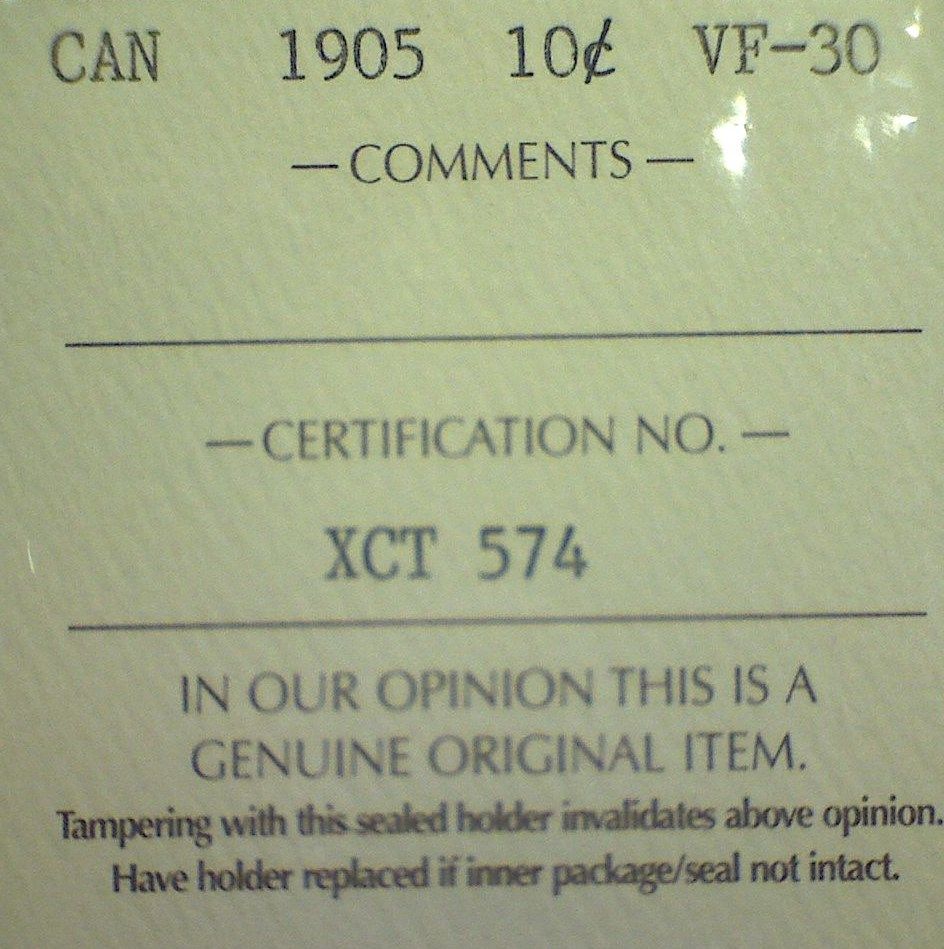 CAN 1905 10¢ VF-30
— COMMENTS —
— CERTIFICATION NO. —
XCT 574
IN OUR OPINION THIS IS A
GENUINE ORIGINAL ITEM.
Tampering with this sealed holder invalidates above opinion.
Have holder replaced if inner package/seal not intact.